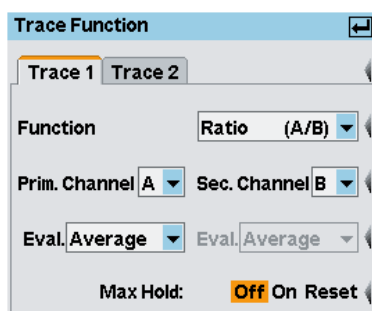 Trace Function
Trace 1 Trace 2
Function Ratio (A/B)
Prim. Channel A Sec. Channel B
Eval. Average Eval. Average
Max Hold: Off On Reset